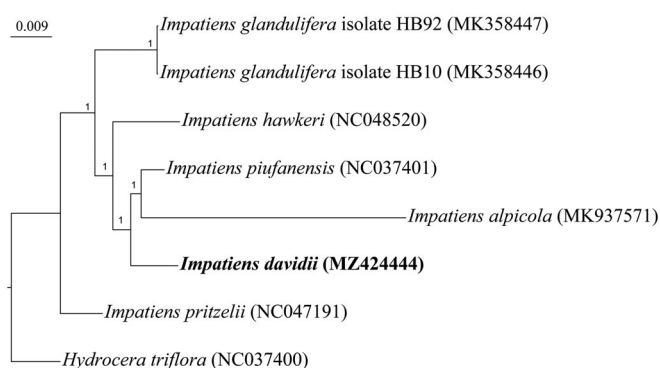 0.009
1
Impatiens glandulifera isolate HB92 (MK358447)
Impatiens glandulifera isolate HB10 (MK358446)
1
Impatiens hawkeri (NC048520)
1
Impatiens piufanensis (NC037401)
1
Impatiens alpicola (MK937571)
1
Impatiens davidii (MZ424444)
Impatiens pritzelii (NC047191)
Hydrocera triflora (NC037400)